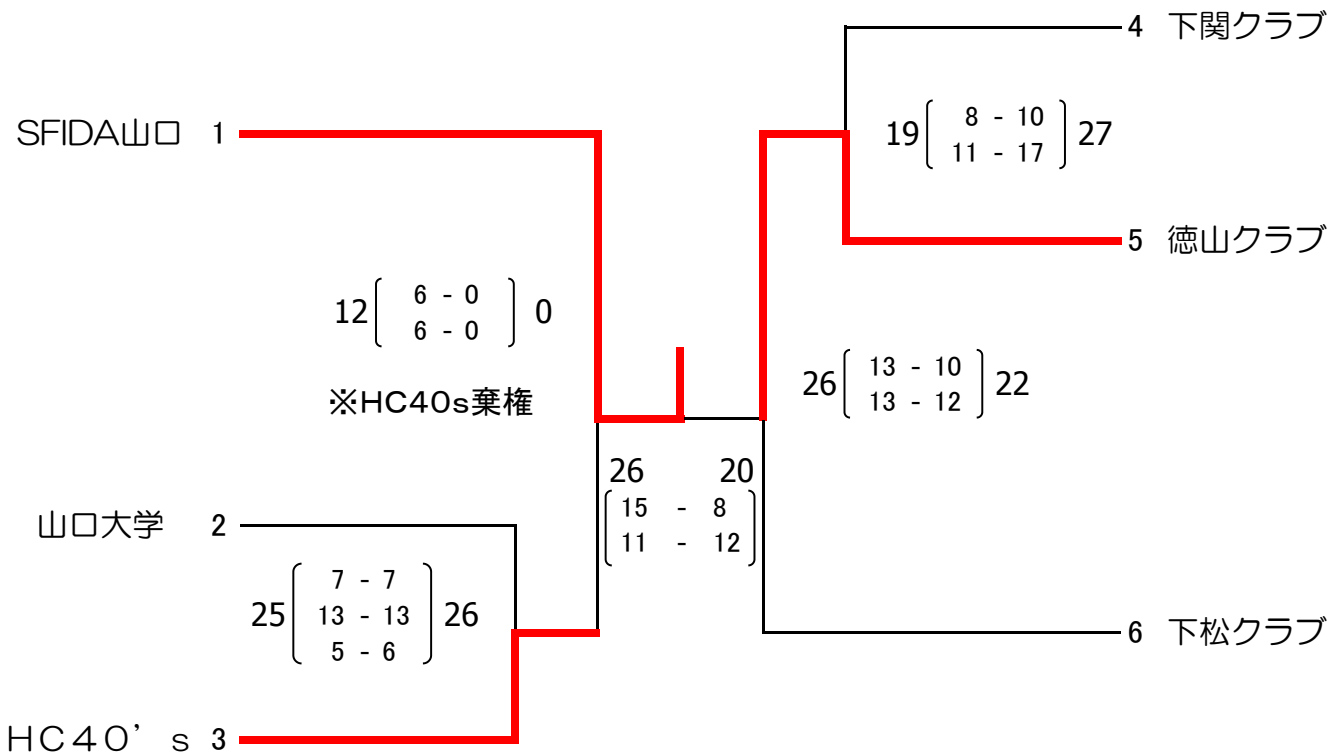 4 下関クラブ
SFIDA山口 1
19 8 - 10 27
11 - 17
5 徳山クラブ
12 6 - 0 0
6 - 0
※HC40s棄権
26 13 - 10 22
13 - 12
26 20
15 - 8
11 - 12
山口大学 2
25 7 - 7 26
13 - 13
5 - 6
6 下松クラブ
HC40’s 3